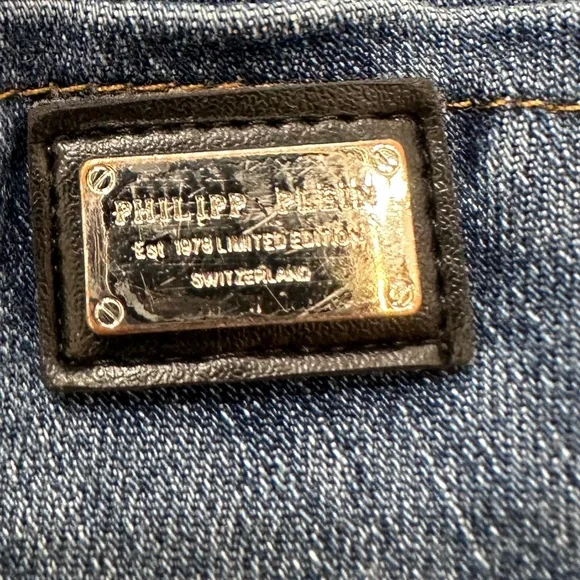 PHILIPP PLEIN
Est 1978 LIMITED EDITION
SWITZERLAND